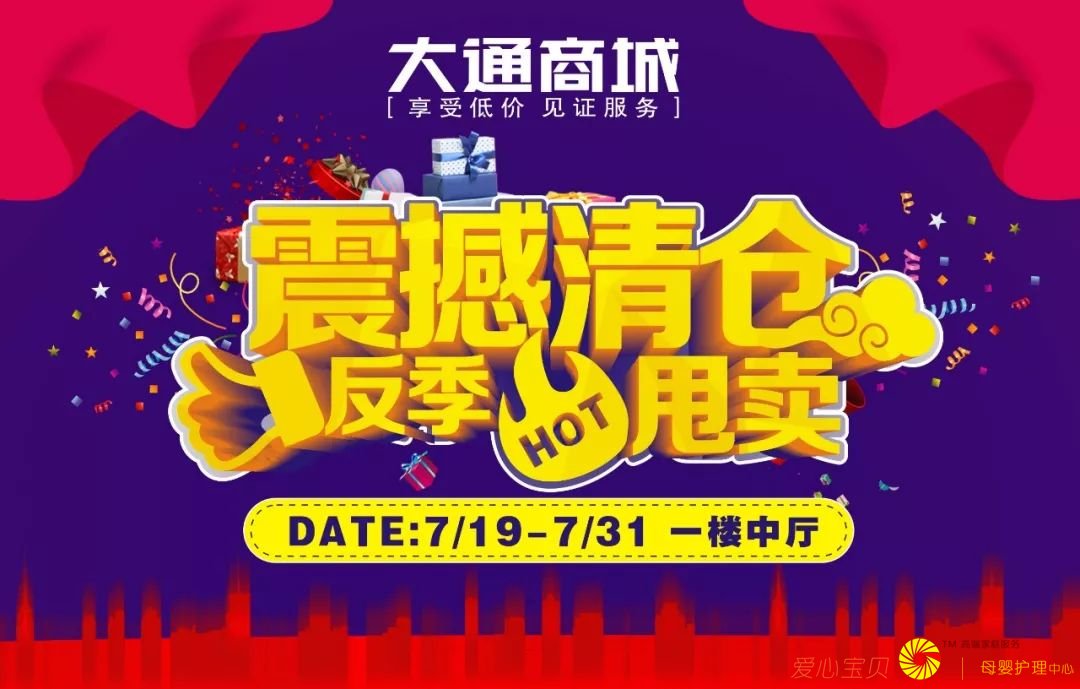 大通商城
[ 享受低价 见证服务 ]
震撼清仓
反季 HOT 甩卖
DATE:7/19-7/31 一楼中厅
爱心宝贝 | 母婴护理中心